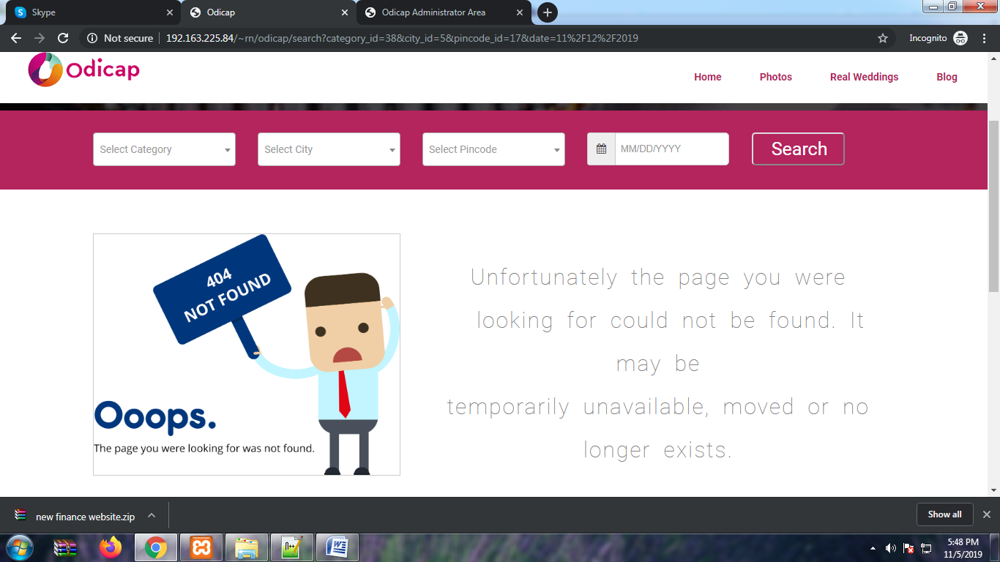 Skype
Odicap
Odicap Administrator Area
Not secure
192.163.225.84/~rn/odicap/search?category_id=38&city_id=5&pincode_id=17&date=11%2F12%2F2019
Incognito
Odicap
Home
Photos
Real Weddings
Blog
Select Category
Select City
Select Pincode
MM/DD/YYYY
Search
404
NOT FOUND
Ooops.
The page you were looking for was not found.
Unfortunately the page you were
looking for could not be found. It
may be
temporarily unavailable, moved or no
longer exists.
new finance website.zip
Show all
5:48 PM
11/5/2019